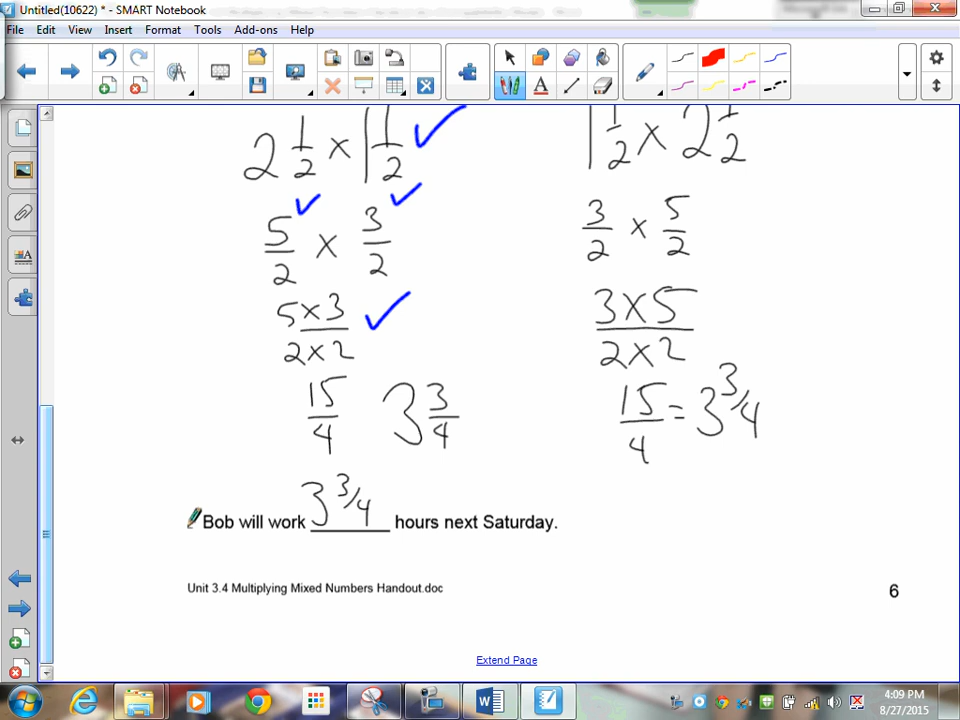 Untitled(10622) * - SMART Notebook
File Edit View Insert Format Tools Add-ons Help
2 1/2 x 1 1/2 ✓
5/2 ✓ x 3/2 ✓
5x3/2x2 ✓
15/4 3 3/4
1 1/2 x 2 1/2
3/2 x 5/2
3x5/2x2
15/4 = 3 3/4
Bob will work 3 3/4 hours next Saturday.
Unit 3.4 Multiplying Mixed Numbers Handout.doc
6
Extend Page
4:09 PM
8/27/2015